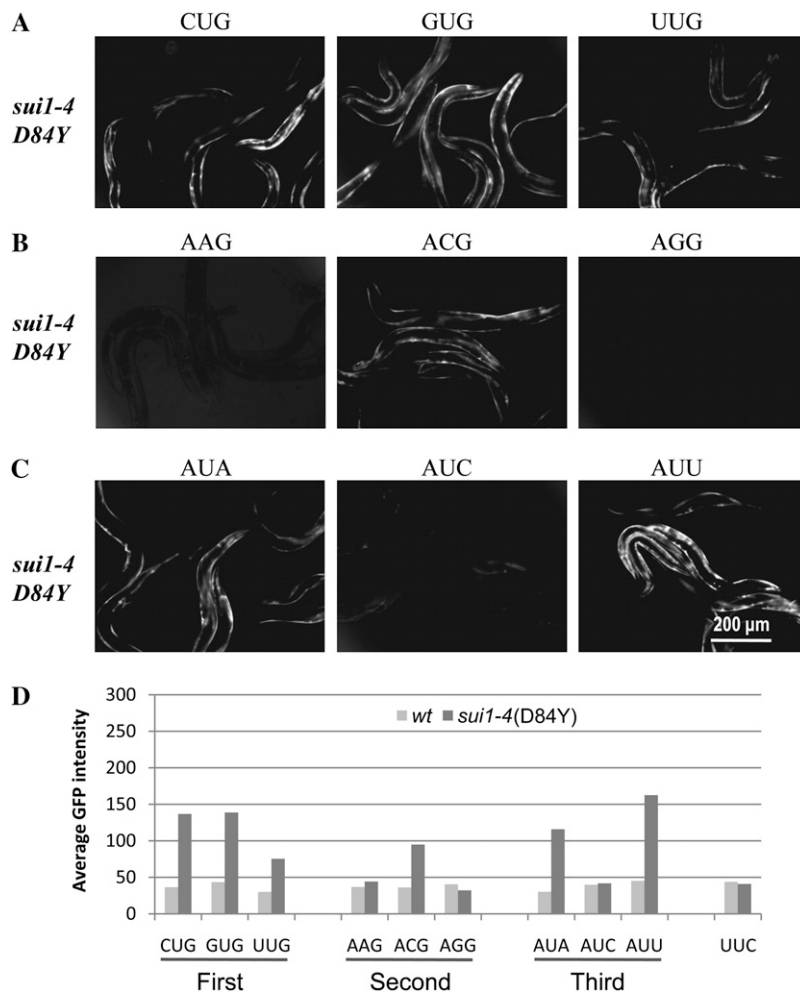 A
CUG GUG UUG
sui1-4
D84Y
B
AAG ACG AGG
sui1-4
D84Y
C
AUA AUC AUU
sui1-4
D84Y
200 µm
D
300
250
200
150
100
50
0
Average GFP intensity
wt sui1-4(D84Y)
CUG GUG UUG AAG ACG AGG AUA AUC AUU UUC
First Second Third